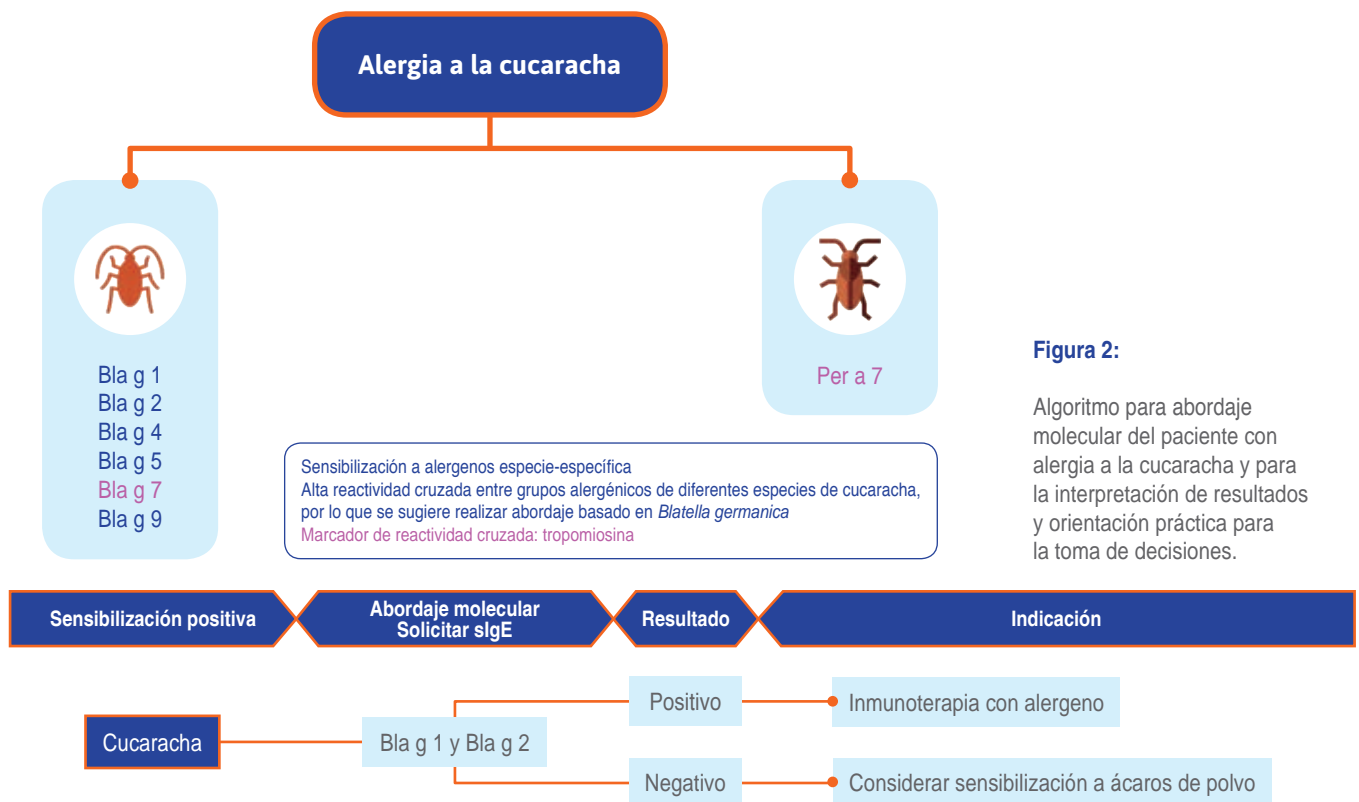 Alergia a la cucaracha
Bla g 1
Bla g 2
Bla g 4
Bla g 5
Bla g 7
Bla g 9
Per a 7
Sensibilización a alergenos especie-específica
Alta reactividad cruzada entre grupos alergénicos de diferentes especies de cucaracha,
por lo que se sugiere realizar abordaje basado en Blatella germanica
Marcador de reactividad cruzada: tropomiosina
Figura 2:
Algoritmo para abordaje
molecular del paciente con
alergia a la cucaracha y para
la interpretación de resultados
y orientación práctica para
la toma de decisiones.
Sensibilización positiva
Abordaje molecular
Solicitar sIgE
Resultado
Indicación
Cucaracha
Bla g 1 y Bla g 2
Positivo
Inmunoterapia con alergeno
Negativo
Considerar sensibilización a ácaros de polvo